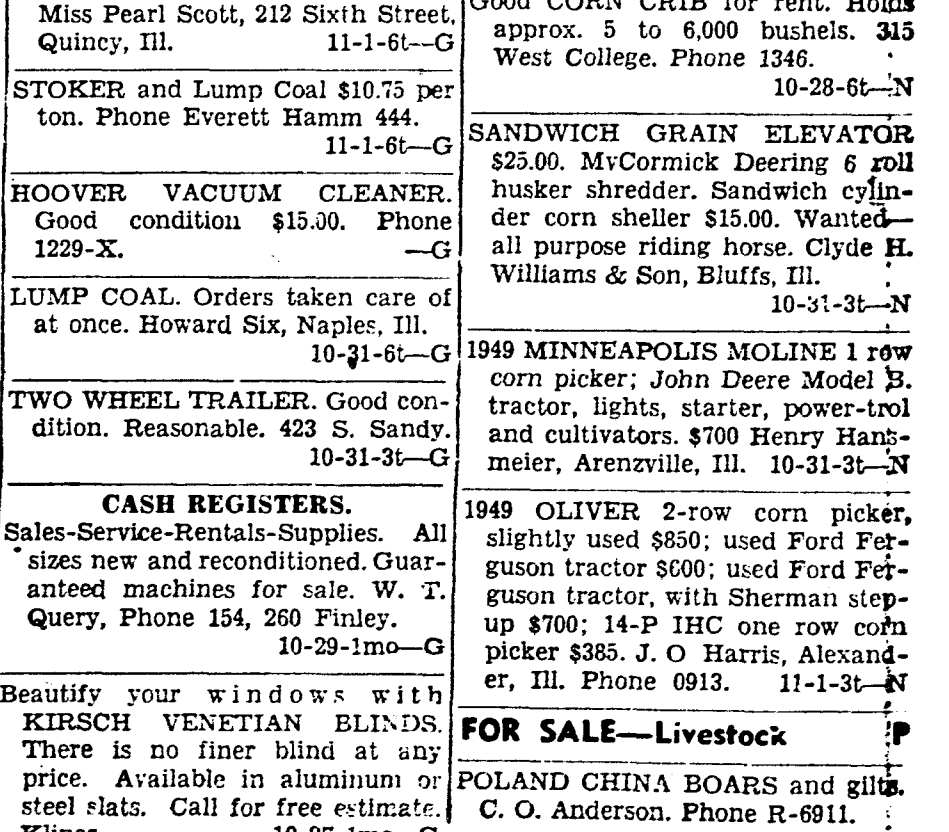 Miss Pearl Scott, 212 Sixth Street,
Quincy, Ill. 11-1-6t—G
STOKER and Lump Coal $10.75 per
ton. Phone Everett Hamm 444.
11-1-6t—G
HOOVER VACUUM CLEANER.
Good condition $15.00. Phone
1229-X. —G
LUMP COAL. Orders taken care of
at once. Howard Six, Naples, Ill.
10-31-6t—G
TWO WHEEL TRAILER. Good con-
dition. Reasonable. 423 S. Sandy.
10-31-3t—G
CASH REGISTERS.
Sales-Service-Rentals-Supplies. All
sizes new and reconditioned. Guar-
anteed machines for sale. W. T.
Query, Phone 154, 260 Finley.
10-29-1mo—G
Beautify your windows with
KIRSCH VENETIAN BLINDS.
There is no finer blind at any
price. Available in aluminum or
steel slats. Call for free estimate.
Klines 10-27-1mo—G
Good CORN CRIB for rent. Holds
approx. 5 to 6,000 bushels. 315
West College. Phone 1346.
10-28-6t—N
SANDWICH GRAIN ELEVATOR
$25.00. MvCormick Deering 6 roll
husker shredder. Sandwich cylin-
der corn sheller $15.00. Wanted—
all purpose riding horse. Clyde H.
Williams & Son, Bluffs, Ill.
10-31-3t—N
1949 MINNEAPOLIS MOLINE 1 row
corn picker; John Deere Model B.
tractor, lights, starter, power-trol
and cultivators. $700 Henry Hans-
meier, Arenzville, Ill. 10-31-3t—N
1949 OLIVER 2-row corn picker,
slightly used $850; used Ford Fer-
guson tractor $600; used Ford Fer-
guson tractor, with Sherman step-
up $700; 14-P IHC one row corn
picker $385. J. O Harris, Alexand-
er, Ill. Phone 0913. 11-1-3t—N
FOR SALE—Livestock P
POLAND CHINA BOARS and gilts.
C. O. Anderson. Phone R-6911.